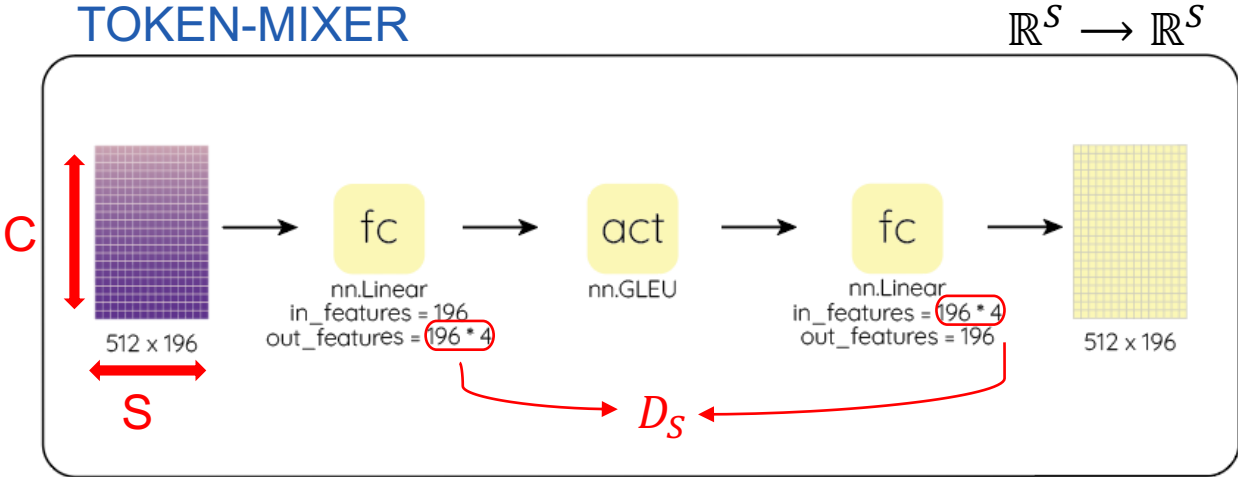 TOKEN-MIXER
ℝ^S ⟶ ℝ^S
C
fc
act
fc
nn.Linear
in_features = 196
out_features = 196 * 4
nn.GLEU
nn.Linear
in_features = 196 * 4
out_features = 196
512 x 196
512 x 196
S
D_S